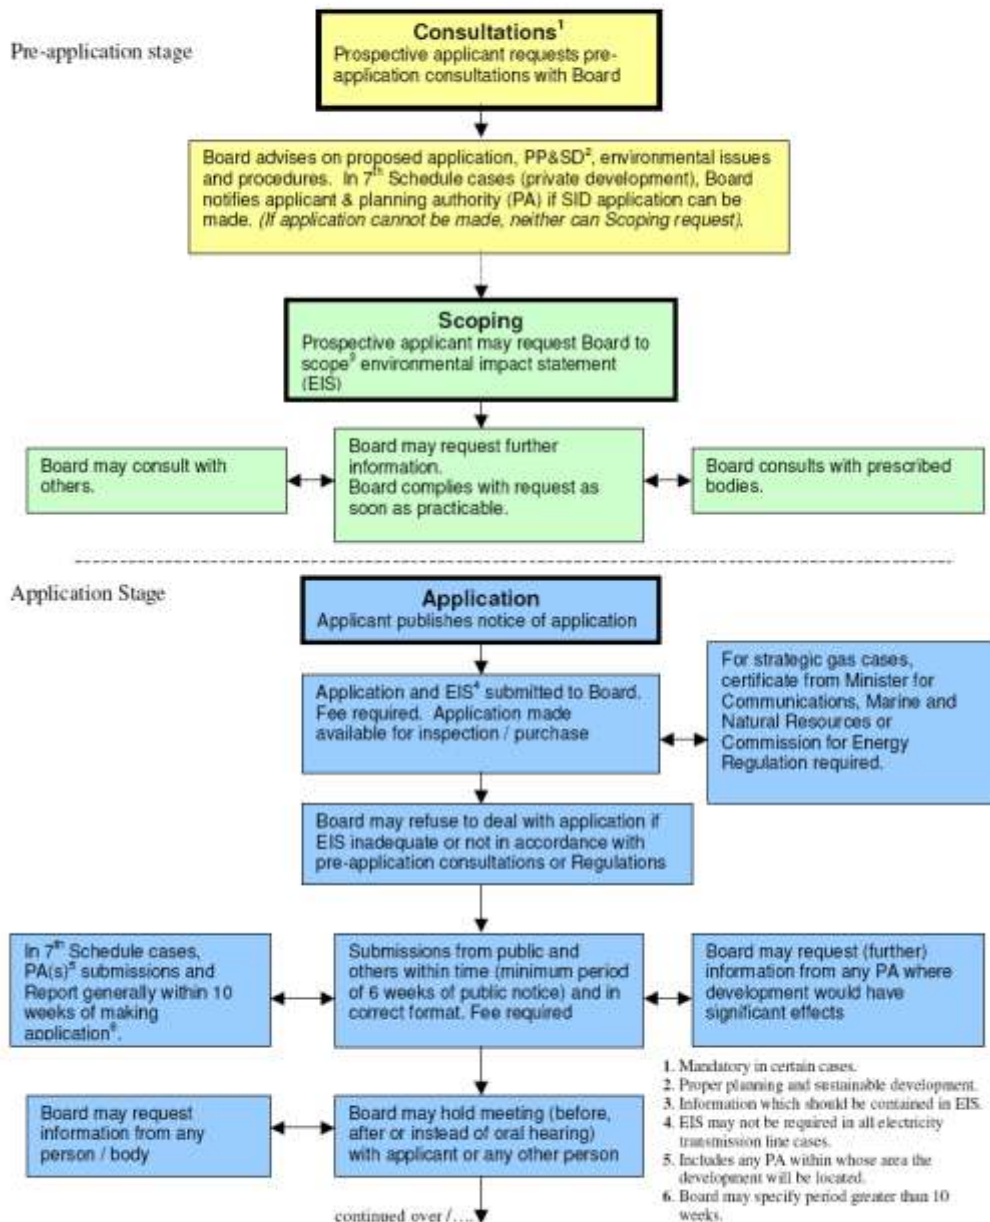 Pre-application stage
Consultations1
Prospective applicant requests pre-
application consultations with Board
Board advises on proposed application, PP&SD2, environmental issues
and procedures. In 7th Schedule cases (private development), Board
notifies applicant & planning authority (PA) if SID application can be
made. (If application cannot be made, neither can Scoping request).
Scoping
Prospective applicant may request Board to
scope3 environmental impact statement
(EIS)
Board may consult with
others.
Board may request further
information.
Board complies with request as
soon as practicable.
Board consults with prescribed
bodies.
Application Stage
Application
Applicant publishes notice of application
Application and EIS4 submitted to Board.
Fee required. Application made
available for inspection / purchase
For strategic gas cases,
certificate from Minister for
Communications, Marine and
Natural Resources or
Commission for Energy
Regulation required.
Board may refuse to deal with application if
EIS inadequate or not in accordance with
pre-application consultations or Regulations
In 7th Schedule cases,
PA(s)5 submissions and
Report generally within 10
weeks of making
application6.
Submissions from public and
others within time (minimum period
of 6 weeks of public notice) and in
correct format. Fee required
Board may request (further)
information from any PA where
development would have
significant effects
Board may request
information from any
person / body
Board may hold meeting (before,
after or instead of oral hearing)
with applicant or any other person
1. Mandatory in certain cases.
2. Proper planning and sustainable development.
3. Information which should be contained in EIS.
4. EIS may not be required in all electricity
transmission line cases.
5. Includes any PA within whose area the
development will be located.
6. Board may specify period greater than 10
weeks.
continued over /….